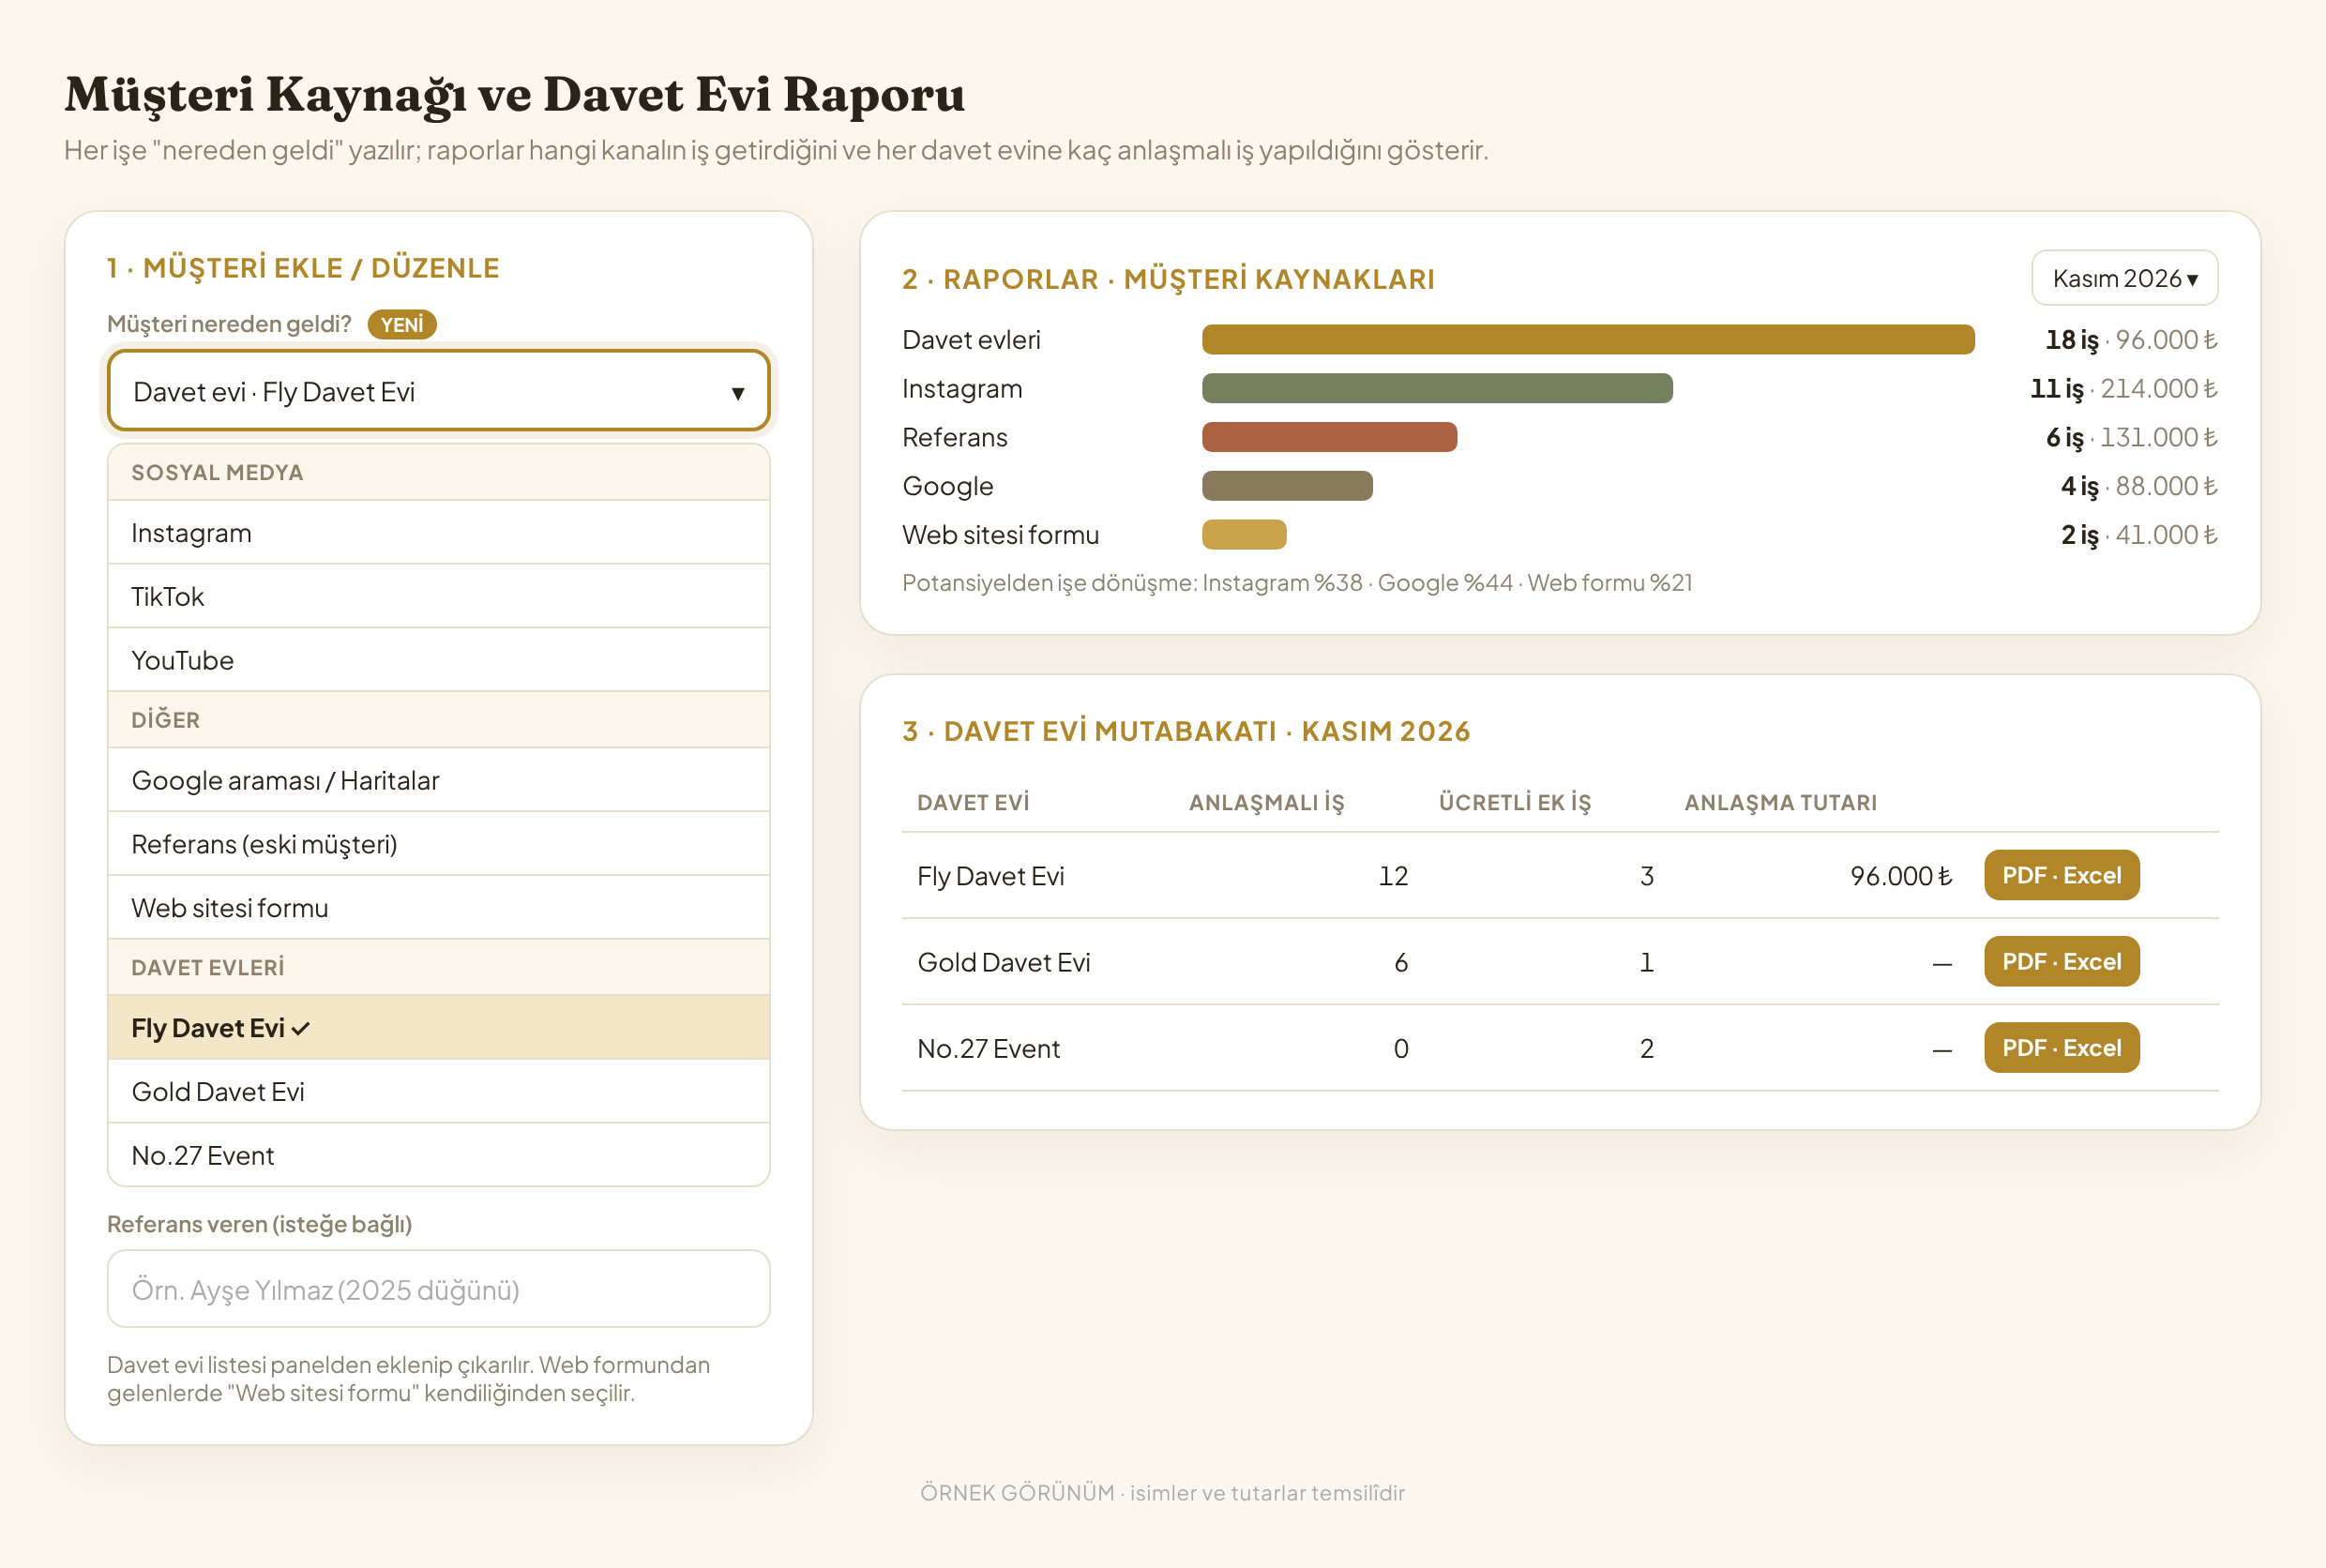 Müşteri Kaynağı ve Davet Evi Raporu
Her işe "nereden geldi" yazılır; raporlar hangi kanalın iş getirdiğini ve her davet evine kaç anlaşmalı iş yapıldığını gösterir.
1 · MÜŞTERİ EKLE / DÜZENLE
Müşteri nereden geldi? YENİ
Davet evi · Fly Davet Evi ▾
SOSYAL MEDYA
Instagram
TikTok
YouTube
DİĞER
Google araması / Haritalar
Referans (eski müşteri)
Web sitesi formu
DAVET EVLERİ
Fly Davet Evi ✓
Gold Davet Evi
No.27 Event
Referans veren (isteğe bağlı)
Örn. Ayşe Yılmaz (2025 düğünü)
Davet evi listesi panelden eklenip çıkarılır. Web formundan
gelenlerde "Web sitesi formu" kendiliğinden seçilir.
2 · RAPORLAR · MÜŞTERİ KAYNAKLARI
Kasım 2026 ▾
Davet evleri 18 iş · 96.000 ₺
Instagram 11 iş · 214.000 ₺
Referans 6 iş · 131.000 ₺
Google 4 iş · 88.000 ₺
Web sitesi formu 2 iş · 41.000 ₺
Potansiyelden işe dönüşme: Instagram %38 · Google %44 · Web formu %21
3 · DAVET EVİ MUTABAKATI · KASIM 2026
DAVET EVİ ANLAŞMALI İŞ ÜCRETLİ EK İŞ ANLAŞMA TUTARI
Fly Davet Evi 12 3 96.000 ₺ PDF · Excel
Gold Davet Evi 6 1 — PDF · Excel
No.27 Event 0 2 — PDF · Excel
ÖRNEK GÖRÜNÜM · isimler ve tutarlar temsilîdir